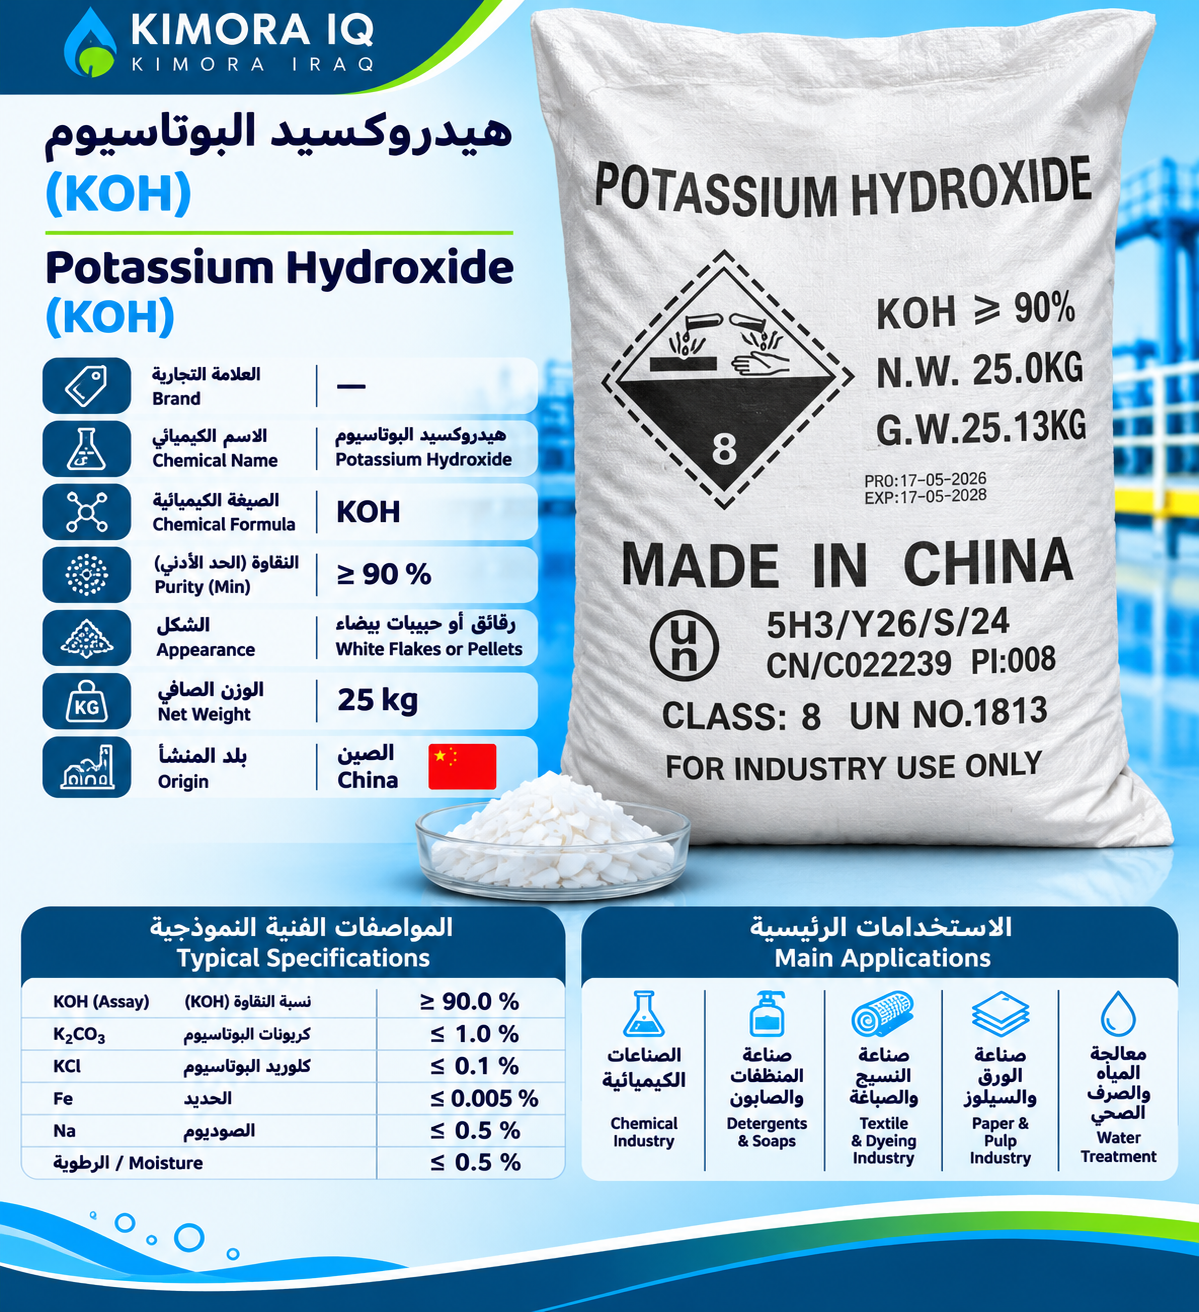 KIMORA IQ
KIMORA IRAQ
هيدروكسيد البوتاسيوم
(KOH)
Potassium Hydroxide
(KOH)
العلامة التجارية
Brand
—
الاسم الكيميائي
Chemical Name
هيدروكسيد البوتاسيوم
Potassium Hydroxide
الصيغة الكيميائية
Chemical Formula
KOH
النقاوة (الحد الأدني)
Purity (Min)
≥ 90 %
الشكل
Appearance
رقائق أو حبيبات بيضاء
White Flakes or Pellets
KG
الوزن الصافي
Net Weight
25 kg
بلد المنشأ
Origin
الصين
China
POTASSIUM HYDROXIDE
8
KOH ≥ 90%
N.W. 25.0KG
G.W.25.13KG
PRO:17-05-2026
EXP:17-05-2028
MADE IN CHINA
un
5H3/Y26/S/24
CN/C022239 PI:008
CLASS: 8 UN NO.1813
FOR INDUSTRY USE ONLY
المواصفات الفنية النموذجية
Typical Specifications
KOH (Assay) نسبة النقاوة (KOH) ≥ 90.0 %
K₂CO₃ كربونات البوتاسيوم ≤ 1.0 %
KCl كلوريد البوتاسيوم ≤ 0.1 %
Fe الحديد ≤ 0.005 %
Na الصوديوم ≤ 0.5 %
الرطوبة / Moisture ≤ 0.5 %
الاستخدامات الرئيسية
Main Applications
الصناعات
الكيميائية
Chemical
Industry
صناعة
المنظفات
والصابون
Detergents
& Soaps
صناعة
النسيج
والصباغة
Textile
& Dyeing
Industry
صناعة
الورق
والسيلوز
Paper &
Pulp
Industry
معالجة
المياه
والصرف
الصحي
Water
Treatment